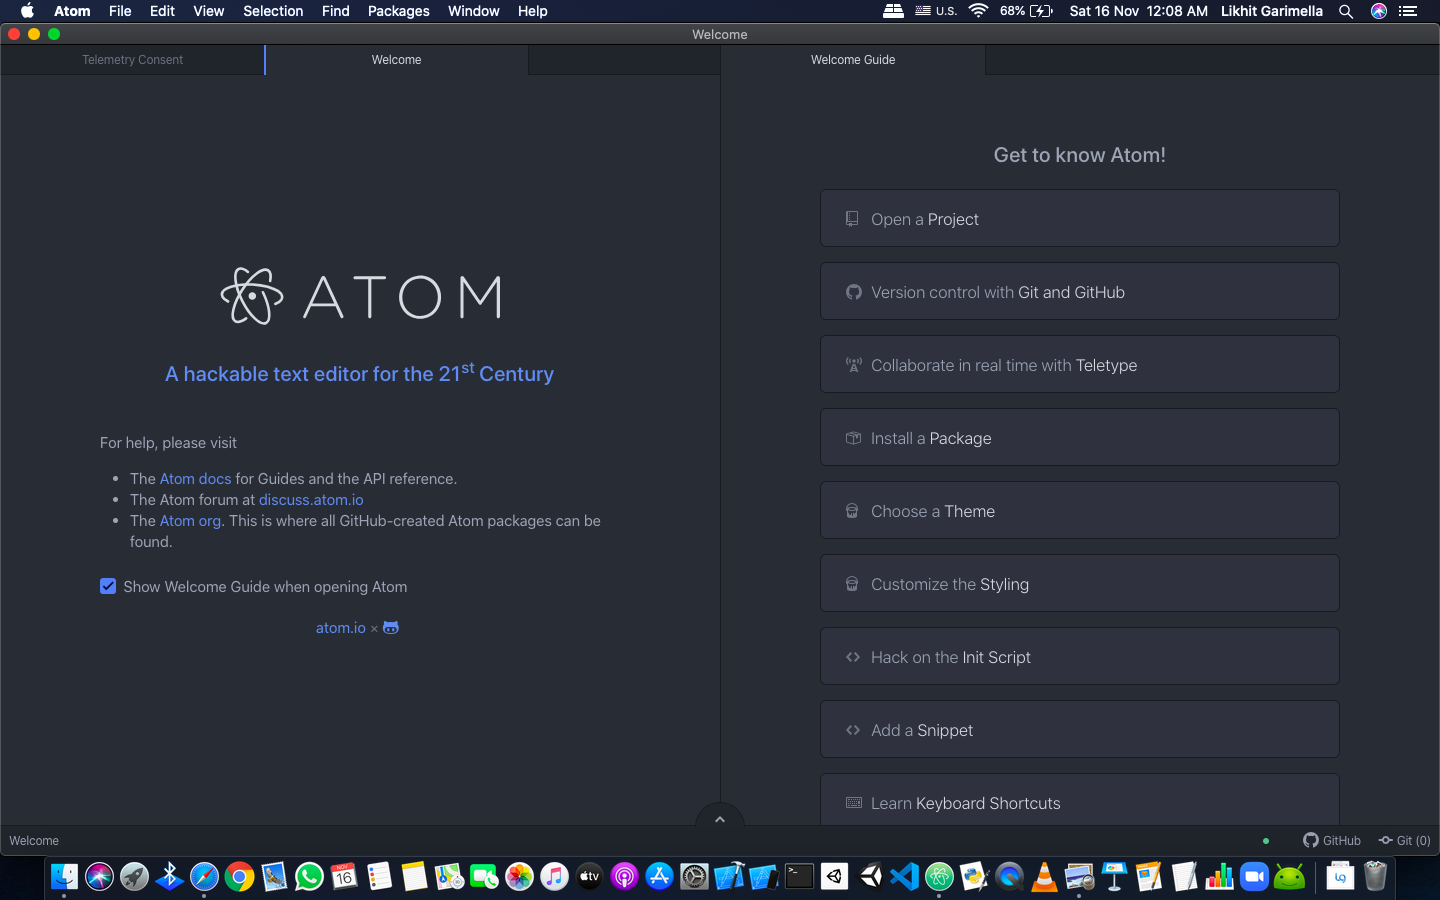 Atom File Edit View Selection Find Packages Window Help U.S. 68% Sat 16 Nov 12:08 AM Likhit Garimella
Welcome
Telemetry Consent Welcome Welcome Guide
ATOM
A hackable text editor for the 21st Century
For help, please visit
• The Atom docs for Guides and the API reference.
• The Atom forum at discuss.atom.io
• The Atom org. This is where all GitHub-created Atom packages can be
found.
Show Welcome Guide when opening Atom
atom.io ×
Get to know Atom!
Open a Project
Version control with Git and GitHub
Collaborate in real time with Teletype
Install a Package
Choose a Theme
Customize the Styling
Hack on the Init Script
Add a Snippet
Learn Keyboard Shortcuts
Welcome GitHub Git (0)
NOV
16
tv